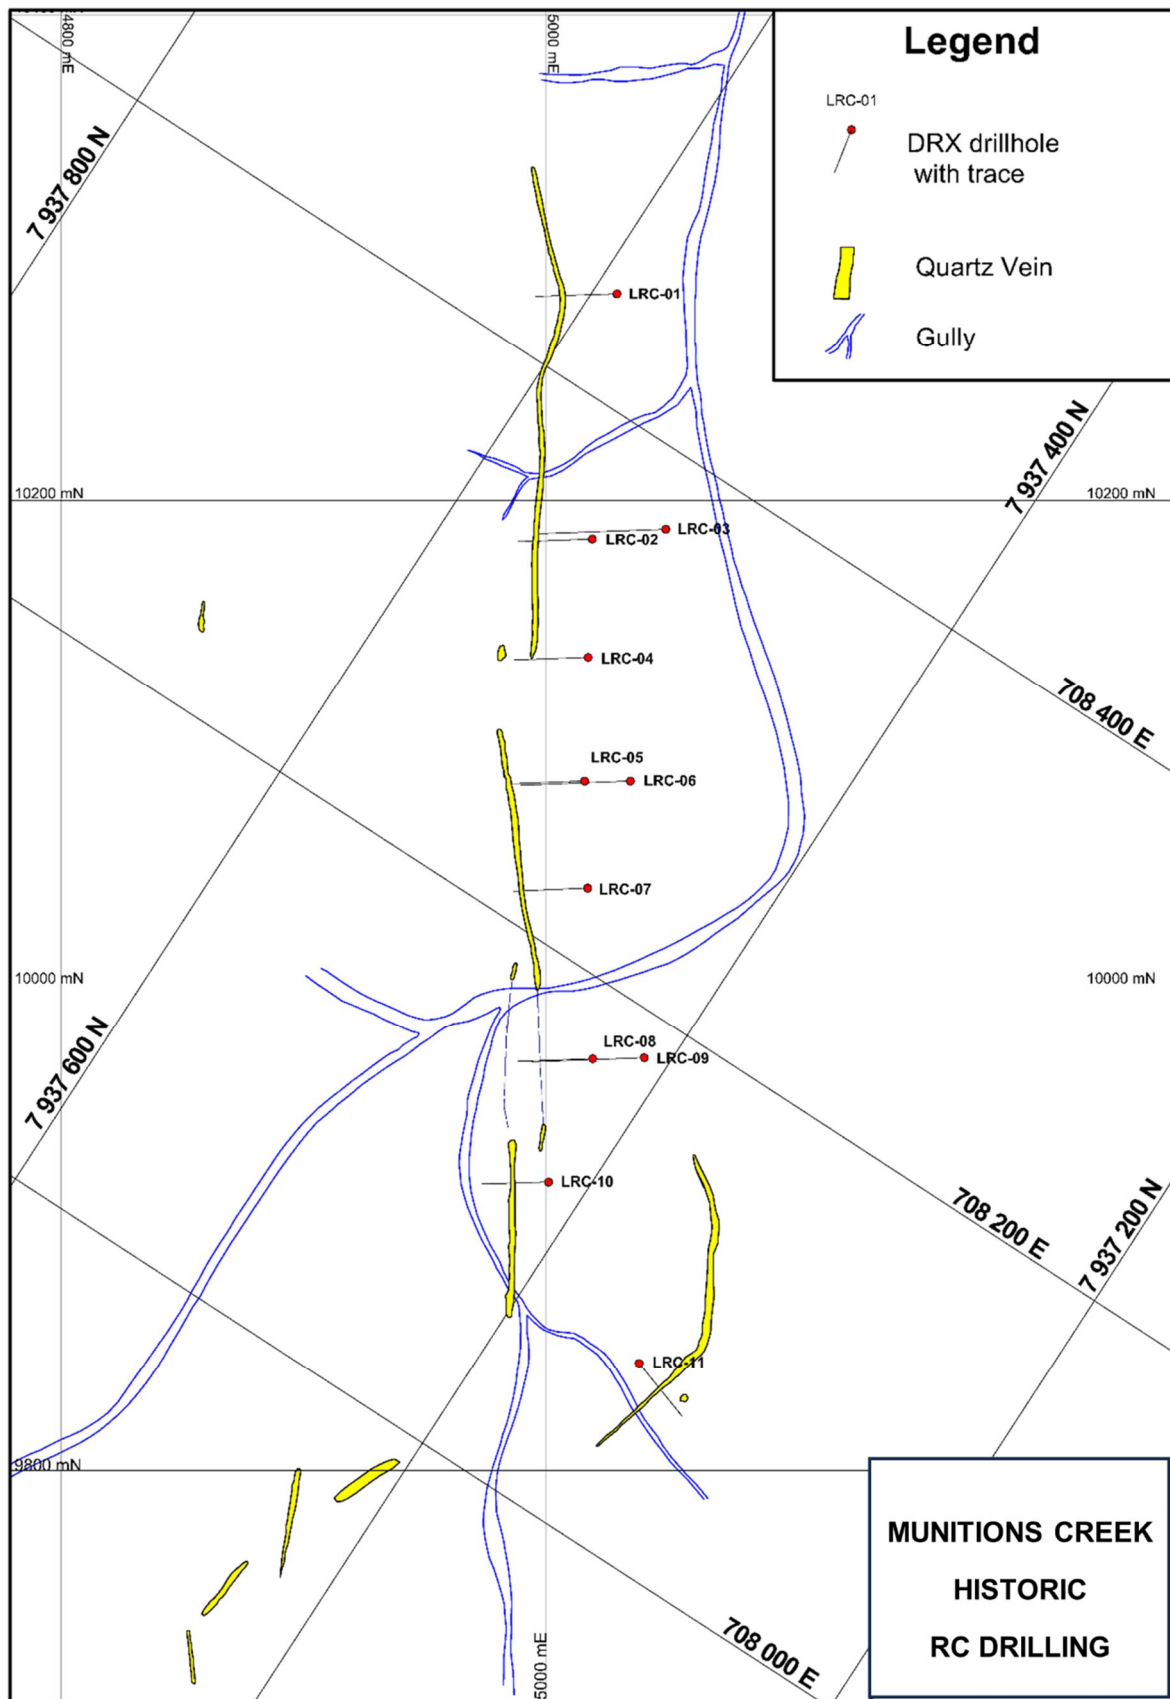 4800 mE
5000 mE
Legend
LRC-01
DRX drillhole
with trace
Quartz Vein
Gully
7 937 800 N
LRC-01
7 937 400 N
10200 mN
10200 mN
LRC-03
LRC-02
LRC-04
708 400 E
LRC-05
LRC-06
LRC-07
10000 mN
10000 mN
7 937 600 N
LRC-08
LRC-09
LRC-10
708 200 E
7 937 200 N
LRC-11
9800 mN
MUNITIONS CREEK
HISTORIC
RC DRILLING
708 000 E
5000 mE